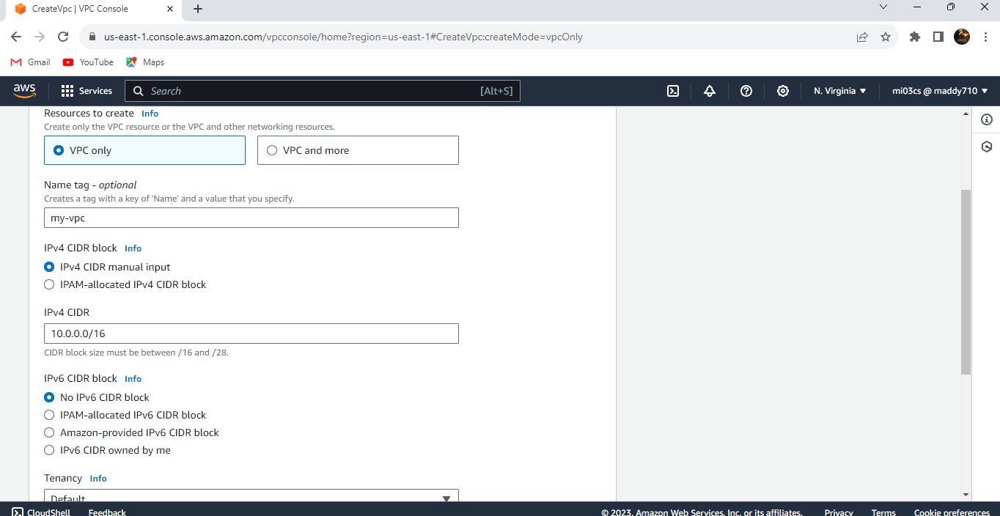 CreateVpc | VPC Console
us-east-1.console.aws.amazon.com/vpcconsole/home?region=us-east-1#CreateVpc:createMode=vpcOnly
Gmail YouTube Maps
aws Services Search [Alt+S] N. Virginia mi03cs @ maddy710
Resources to create Info
Create only the VPC resource or the VPC and other networking resources.
VPC only VPC and more
Name tag - optional
Creates a tag with a key of 'Name' and a value that you specify.
my-vpc
IPv4 CIDR block Info
IPv4 CIDR manual input
IPAM-allocated IPv4 CIDR block
IPv4 CIDR
10.0.0.0/16
CIDR block size must be between /16 and /28.
IPv6 CIDR block Info
No IPv6 CIDR block
IPAM-allocated IPv6 CIDR block
Amazon-provided IPv6 CIDR block
IPv6 CIDR owned by me
Tenancy Info
Default
CloudShell Feedback © 2023, Amazon Web Services, Inc. or its affiliates. Privacy Terms Cookie preferences